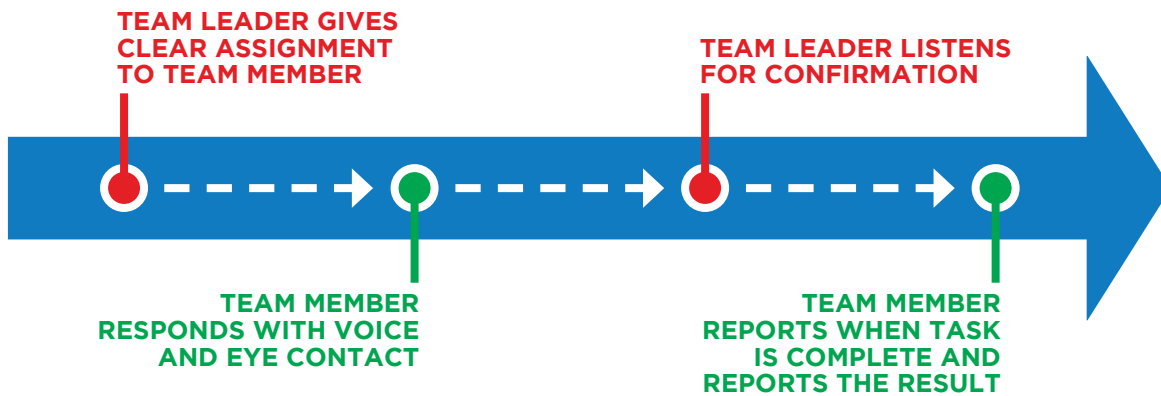 TEAM LEADER GIVES
CLEAR ASSIGNMENT
TO TEAM MEMBER
TEAM MEMBER
RESPONDS WITH VOICE
AND EYE CONTACT
TEAM LEADER LISTENS
FOR CONFIRMATION
TEAM MEMBER
REPORTS WHEN TASK
IS COMPLETE AND
REPORTS THE RESULT